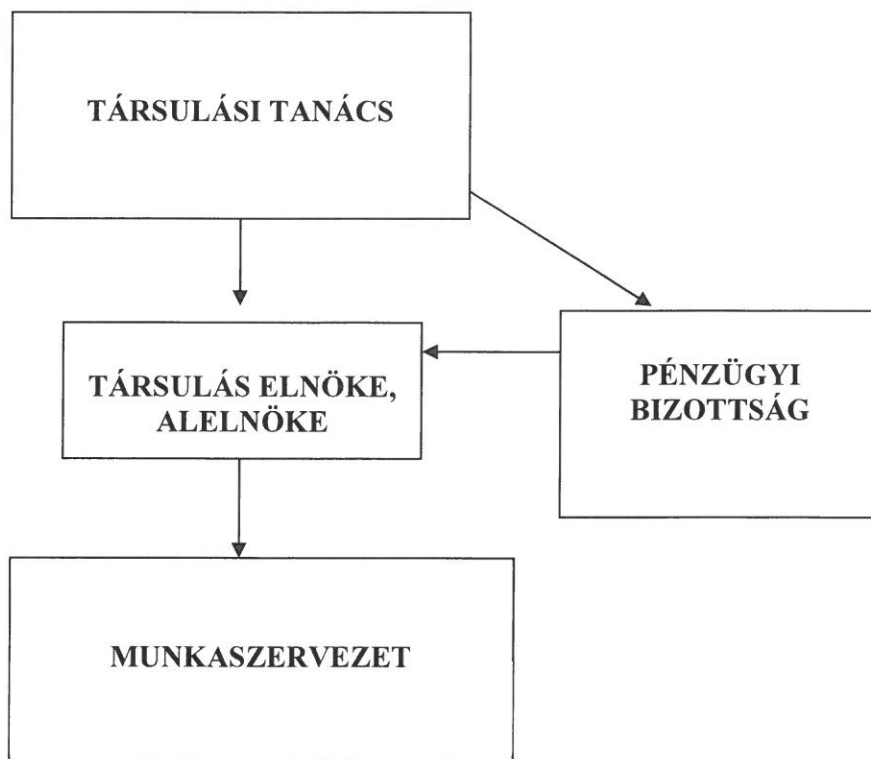 TÁRSULÁSI TANÁCS
TÁRSULÁS ELNÖKE,
ALELNÖKE
PÉNZÜGYI
BIZOTTSÁG
MUNKASZERVEZET